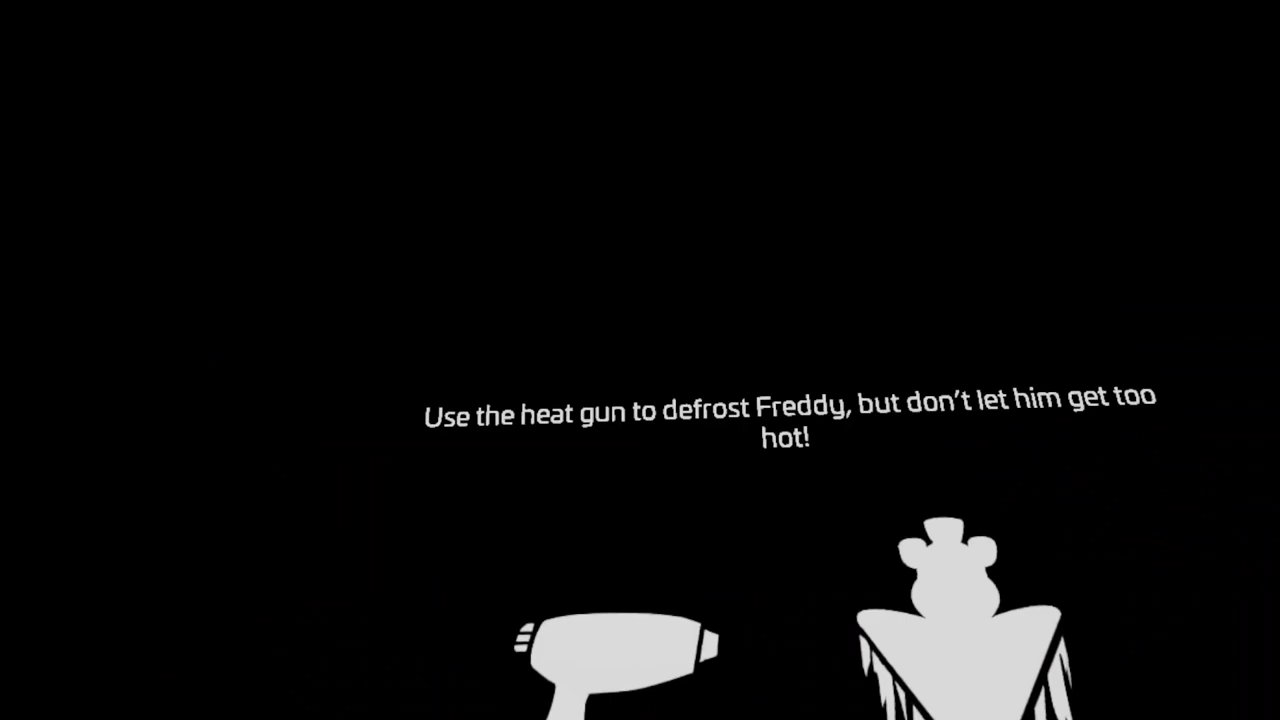 Use the heat gun to defrost Freddy, but don’t let him get too
hot!